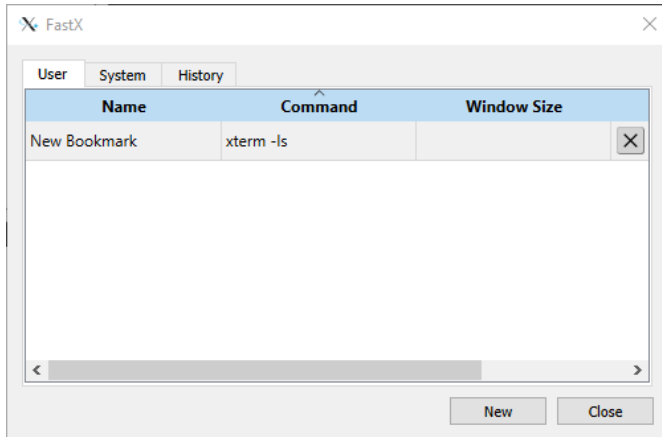 FastX
User System History
Name Command Window Size
New Bookmark xterm -ls
New Close